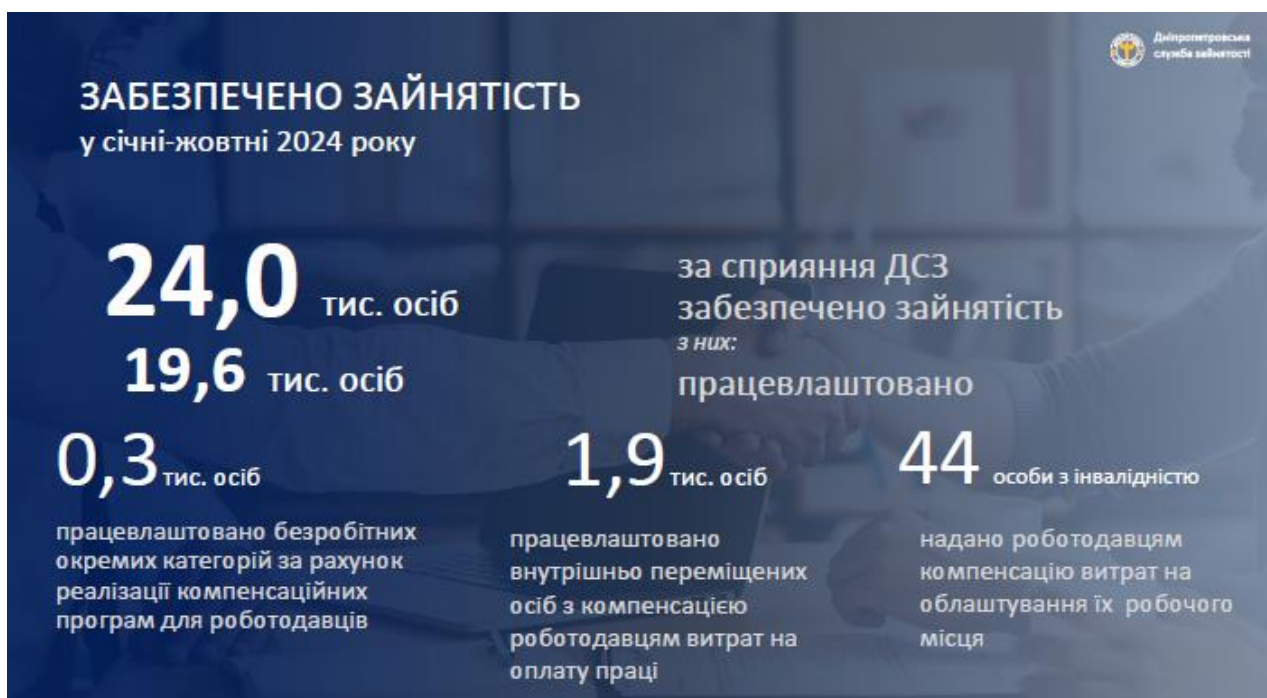 Дніпропетровська
служба зайнятості
ЗАБЕЗПЕЧЕНО ЗАЙНЯТІСТЬ
у січні-жовтні 2024 року
24,0 тис. осіб
19,6 тис. осіб
за сприяння ДСЗ
забезпечено зайнятість
з них:
працевлаштовано
0,3 тис. осіб
працевлаштовано безробітних
окремих категорій за рахунок
реалізації компенсаційних
програм для роботодавців
1,9 тис. осіб
працевлаштовано
внутрішньо переміщених
осіб з компенсацією
роботодавцям витрат на
оплату праці
44 особи з інвалідністю
надано роботодавцям
компенсацію витрат на
облаштування їх робочого
місця